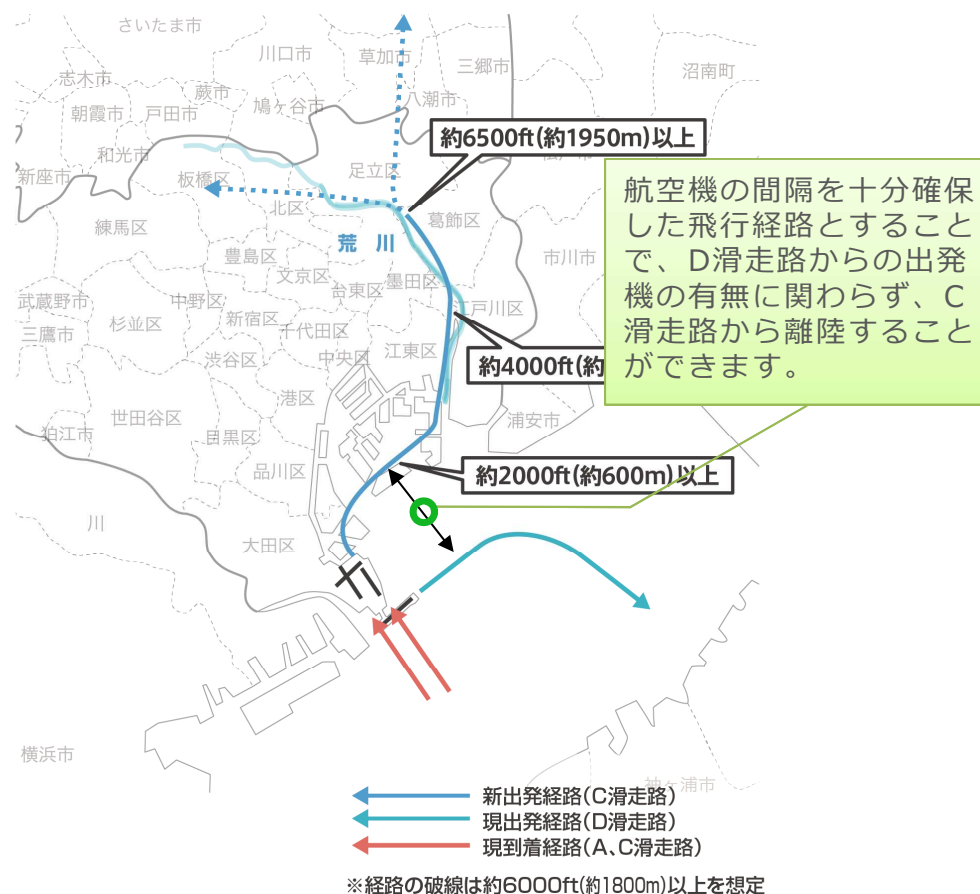 さいたま市
川口市
草加市
三郷市
沼南町
志木市
蕨市
鳩ヶ谷市
八潮市
朝霞市
戸田市
約6500ft(約1950m)以上
和光市
新座市
板橋区
足立区
北区
葛飾区
練馬区
荒 川
豊島区
文京区
台東区
墨田区
市川市
武蔵野市
中野区
戸川区
三鷹市
杉並区
新宿区
千代田区
渋谷区
中央区
江東区
約4000ft(約
航空機の間隔を十分確保
した飛行経路とすること
で、D滑走路からの出発
機の有無に関わらず、C
滑走路から離陸すること
ができます。
世田谷区
港区
浦安市
狛江市
目黒区
品川区
約2000ft(約600m)以上
川
大田区
横浜市
袖ヶ浦市
新出発経路(C滑走路)
現出発経路(D滑走路)
現到着経路(A、C滑走路)
※経路の破線は約6000ft(約1800m)以上を想定